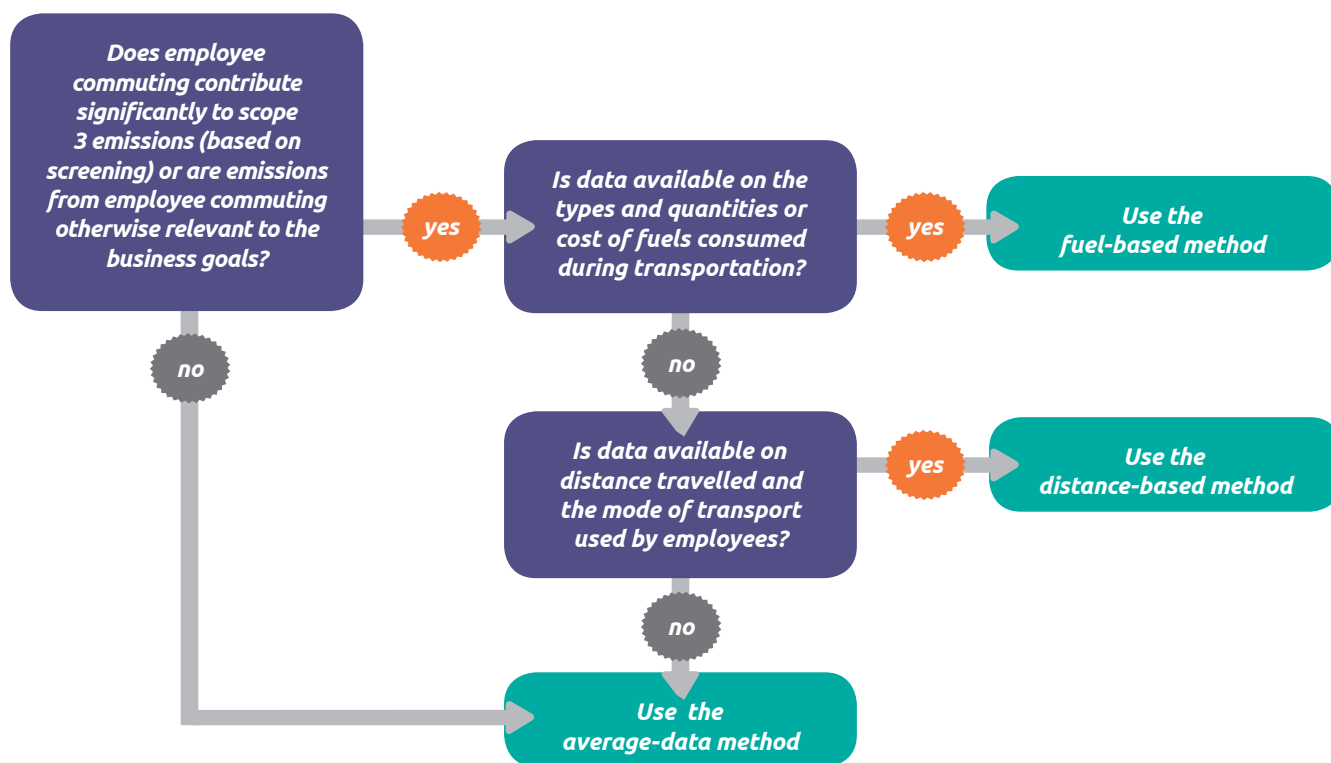 Does employee
commuting contribute
significantly to scope
3 emissions (based on
screening) or are emissions
from employee commuting
otherwise relevant to the
business goals?
yes
Is data available on the
types and quantities or
cost of fuels consumed
during transportation?
yes
Use the
fuel-based method
no
no
Is data available on
distance travelled and
the mode of transport
used by employees?
yes
Use the
distance-based method
no
Use the
average-data method